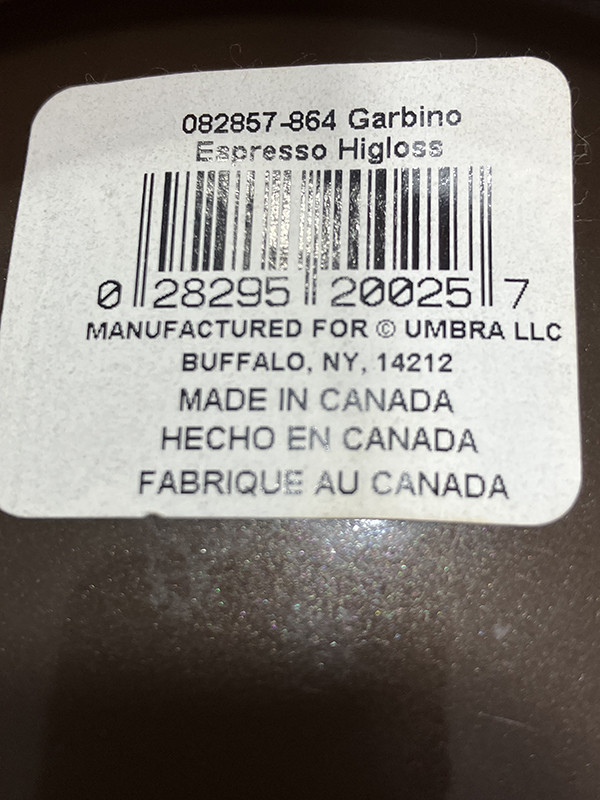 082857-864 Garbino
Espresso Higloss
0 28295 20025 7
MANUFACTURED FOR © UMBRA LLC
BUFFALO, NY, 14212
MADE IN CANADA
HECHO EN CANADA
FABRIQUE AU CANADA